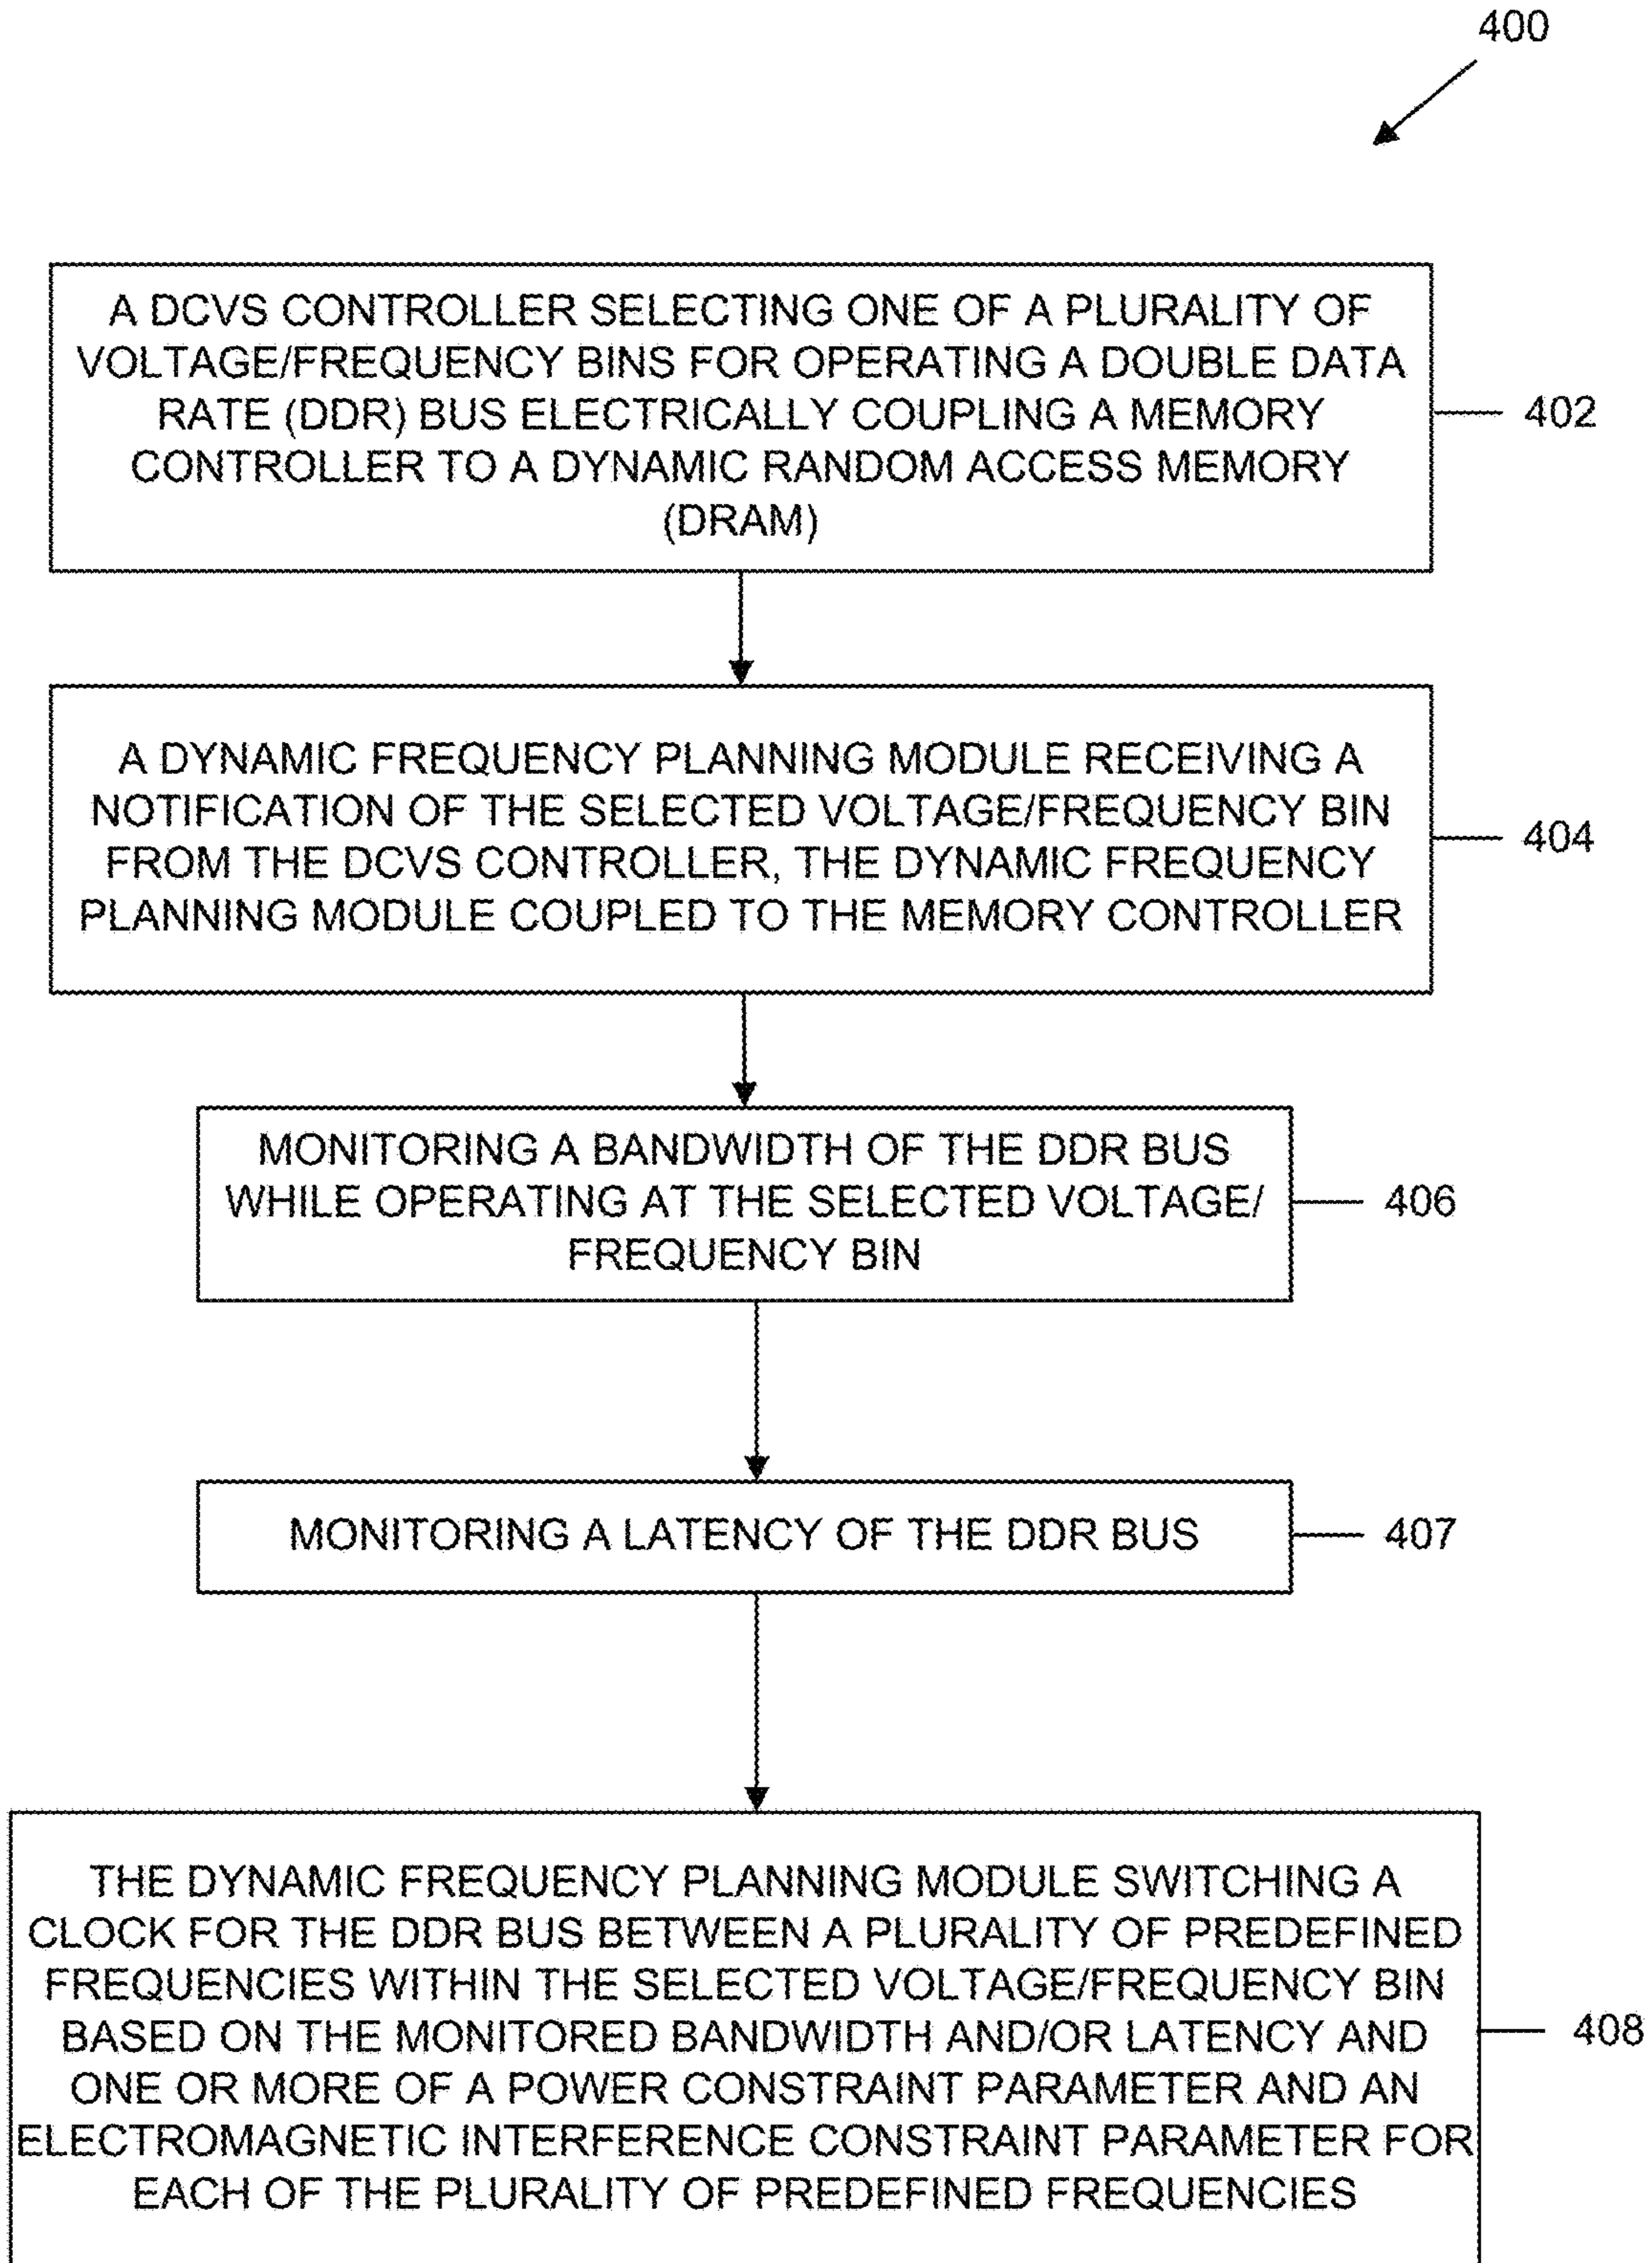 400
A DCVS CONTROLLER SELECTING ONE OF A PLURALITY OF
VOLTAGE/FREQUENCY BINS FOR OPERATING A DOUBLE DATA
RATE (DDR) BUS ELECTRICALLY COUPLING A MEMORY
CONTROLLER TO A DYNAMIC RANDOM ACCESS MEMORY
(DRAM)
402
A DYNAMIC FREQUENCY PLANNING MODULE RECEIVING A
NOTIFICATION OF THE SELECTED VOLTAGE/FREQUENCY BIN
FROM THE DCVS CONTROLLER, THE DYNAMIC FREQUENCY
PLANNING MODULE COUPLED TO THE MEMORY CONTROLLER
404
MONITORING A BANDWIDTH OF THE DDR BUS
WHILE OPERATING AT THE SELECTED VOLTAGE/
FREQUENCY BIN
406
MONITORING A LATENCY OF THE DDR BUS
407
THE DYNAMIC FREQUENCY PLANNING MODULE SWITCHING A
CLOCK FOR THE DDR BUS BETWEEN A PLURALITY OF PREDEFINED
FREQUENCIES WITHIN THE SELECTED VOLTAGE/FREQUENCY BIN
BASED ON THE MONITORED BANDWIDTH AND/OR LATENCY AND
ONE OR MORE OF A POWER CONSTRAINT PARAMETER AND AN
ELECTROMAGNETIC INTERFERENCE CONSTRAINT PARAMETER FOR
EACH OF THE PLURALITY OF PREDEFINED FREQUENCIES
408